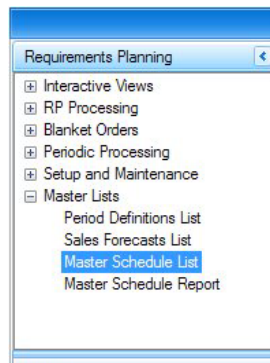 Requirements Planning
Interactive Views
RP Processing
Blanket Orders
Periodic Processing
Setup and Maintenance
Master Lists
Period Definitions List
Sales Forecasts List
Master Schedule List
Master Schedule Report